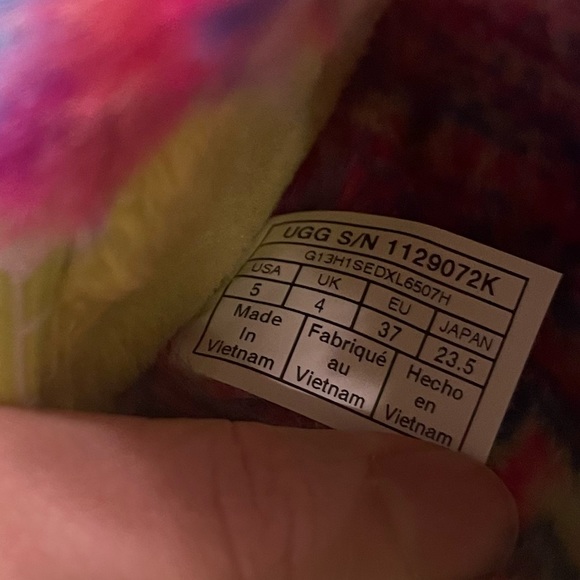 UGG S/N 1129072K
G13H1SEDXL6507H
USA UK EU JAPAN
5 4 37 23.5
Made
In
Vietnam
Fabriqué
au
Vietnam
Hecho
en
Vietnam